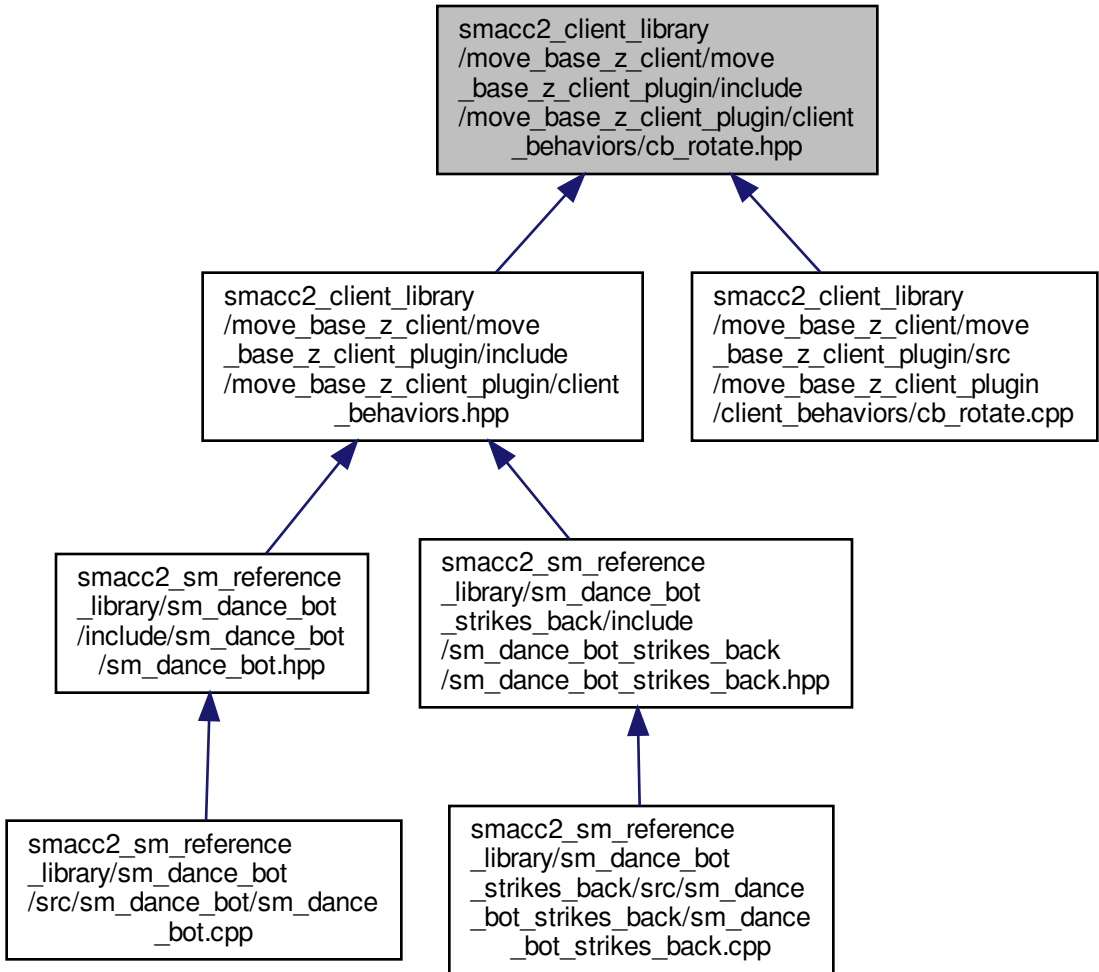 smacc2_client_library
/move_base_z_client/move
_base_z_client_plugin/include
/move_base_z_client_plugin/client
_behaviors/cb_rotate.hpp
smacc2_client_library
/move_base_z_client/move
_base_z_client_plugin/include
/move_base_z_client_plugin/client
_behaviors.hpp
smacc2_client_library
/move_base_z_client/move
_base_z_client_plugin/src
/move_base_z_client_plugin
/client_behaviors/cb_rotate.cpp
smacc2_sm_reference
_library/sm_dance_bot
/include/sm_dance_bot
/sm_dance_bot.hpp
smacc2_sm_reference
_library/sm_dance_bot
_strikes_back/include
/sm_dance_bot_strikes_back
/sm_dance_bot_strikes_back.hpp
smacc2_sm_reference
_library/sm_dance_bot
/src/sm_dance_bot/sm_dance
_bot.cpp
smacc2_sm_reference
_library/sm_dance_bot
_strikes_back/src/sm_dance
_bot_strikes_back/sm_dance
_bot_strikes_back.cpp